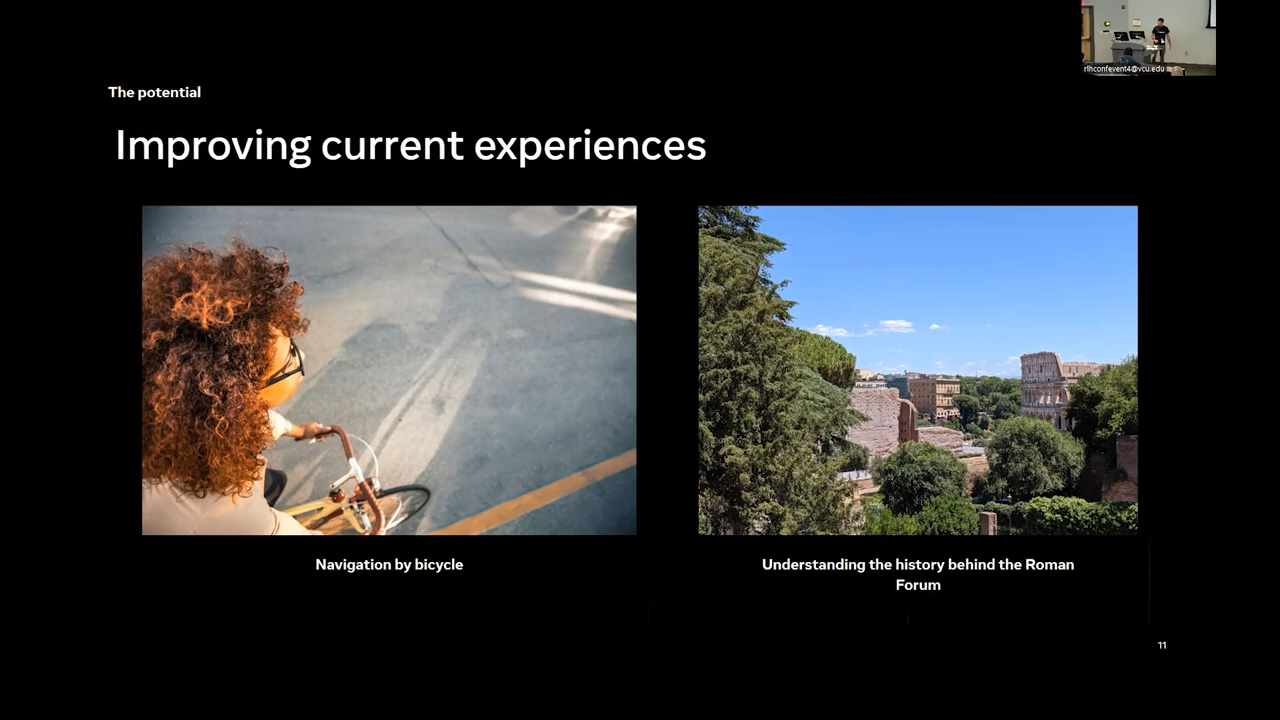 rlhconfevent4@vcu.edu
The potential
Improving current experiences
Navigation by bicycle
Understanding the history behind the Roman
Forum
11